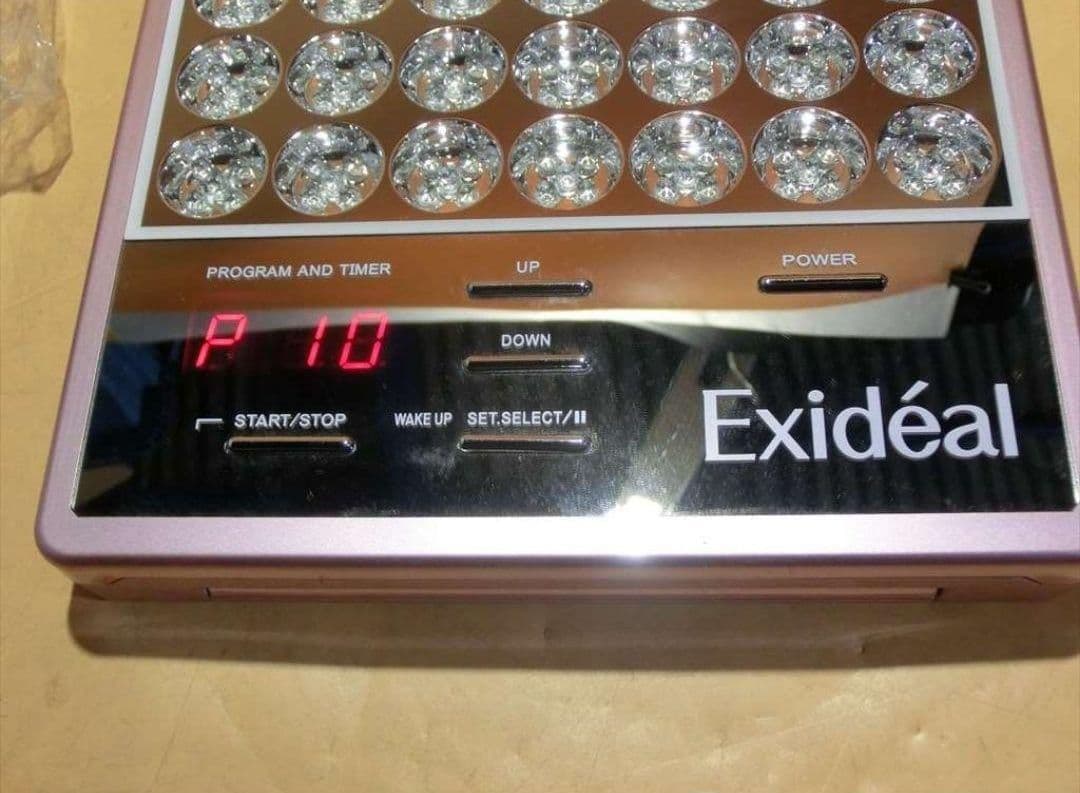 PROGRAM AND TIMER
UP
POWER
P 10
DOWN
START/STOP
WAKE UP SET.SELECT/II
Exidéal